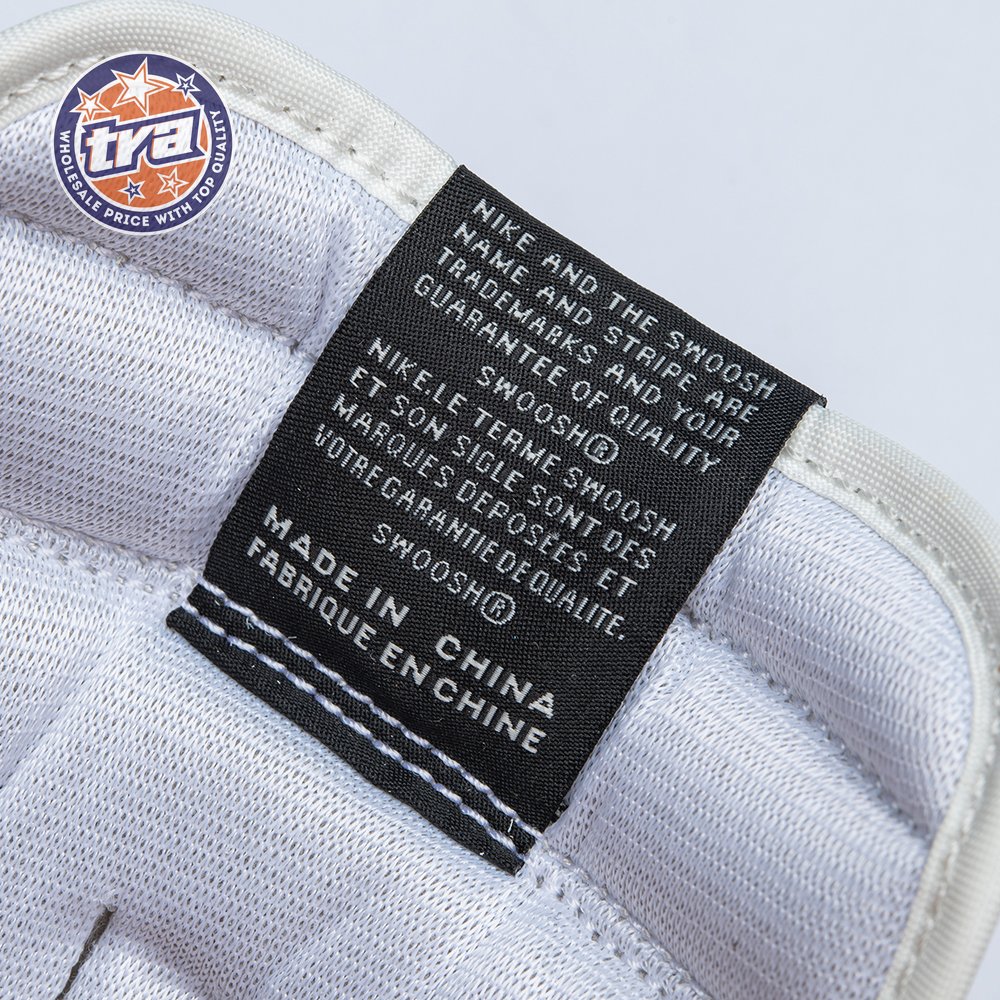 tra
WHOLESALE PRICE WITH TOP QUALITY
NIKE AND THE SWOOSH
NAME AND STRIPE ARE
TRADEMARKS AND YOUR
GUARANTEE OF QUALITY
SWOOSH®
NIKE.LE TERME SWOOSH
ET SON SIGLE SONT DES
MARQUES DEPOSÉES ET
VOTRE GARANTIE DE QUALITE.
SWOOSH®
MADE IN CHINA
FABRIQUE EN CHINE